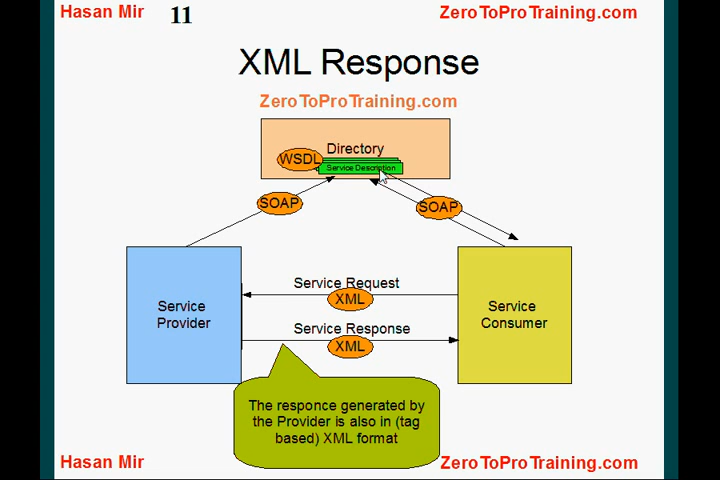 Hasan Mir 11 ZeroToProTraining.com
XML Response
ZeroToProTraining.com
Directory
WSDL
Service Description
SOAP SOAP
Service Request
XML
Service
Provider
Service
Consumer
Service Response
XML
The responce generated by
the Provider is also in (tag
based) XML format
Hasan Mir ZeroToProTraining.com